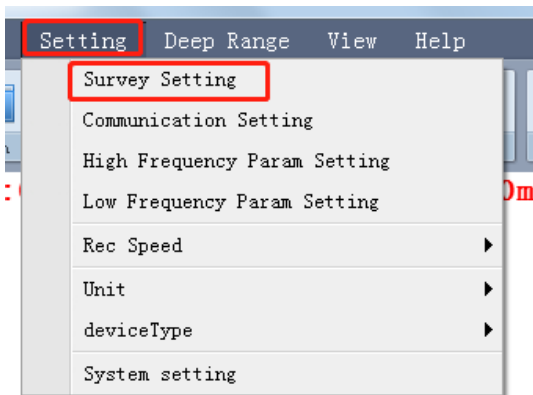 Setting Deep Range View Help
Survey Setting
Communication Setting
High Frequency Param Setting
Low Frequency Param Setting
Rec Speed
Unit
deviceType
System setting